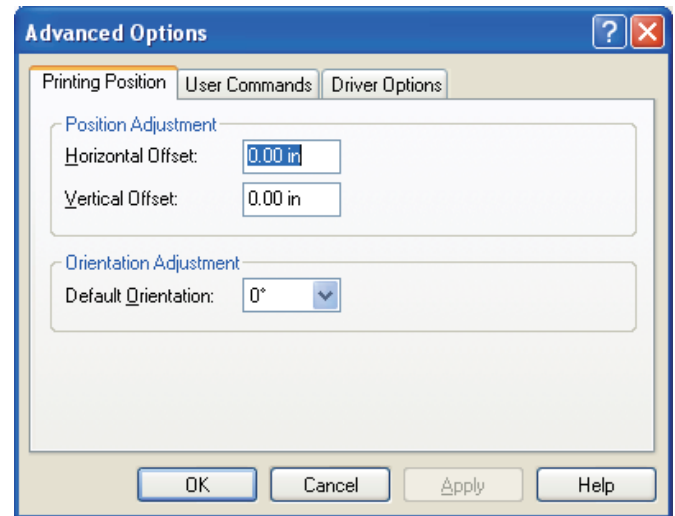 Advanced Options
Printing Position User Commands Driver Options
Position Adjustment
Horizontal Offset: 0.00 in
Vertical Offset: 0.00 in
Orientation Adjustment
Default Orientation: 0°
OK Cancel Apply Help